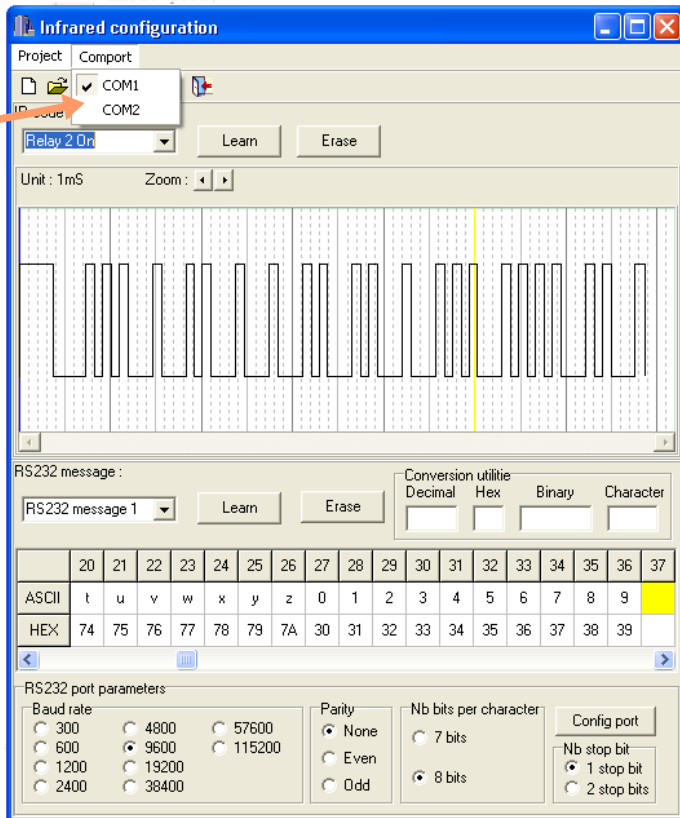 Infrared configuration
Project Comport
COM1
COM2
Relay 2 On Learn Erase
Unit : 1mS Zoom :
RS232 message :
Conversion utilitie
Decimal Hex Binary Character
RS232 message 1 Learn Erase
20 21 22 23 24 25 26 27 28 29 30 31 32 33 34 35 36 37
ASCII t u v w x y z 0 1 2 3 4 5 6 7 8 9
HEX 74 75 76 77 78 79 7A 30 31 32 33 34 35 36 37 38 39
RS232 port parameters
Baud rate
300 4800 57600
600 9600 115200
1200 19200
2400 38400
Parity
None
Even
Odd
Nb bits per character
7 bits
8 bits
Config port
Nb stop bit
1 stop bit
2 stop bits